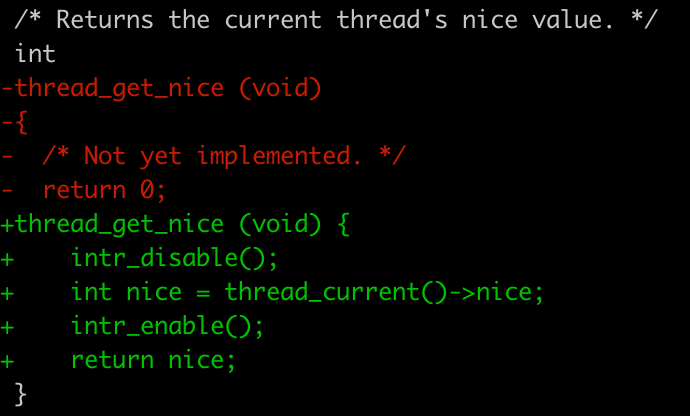 /* Returns the current thread's nice value. */
 int
-thread_get_nice (void)
-{
-  /* Not yet implemented. */
-  return 0;
+thread_get_nice (void) {
+    intr_disable();
+    int nice = thread_current()->nice;
+    intr_enable();
+    return nice;
 }